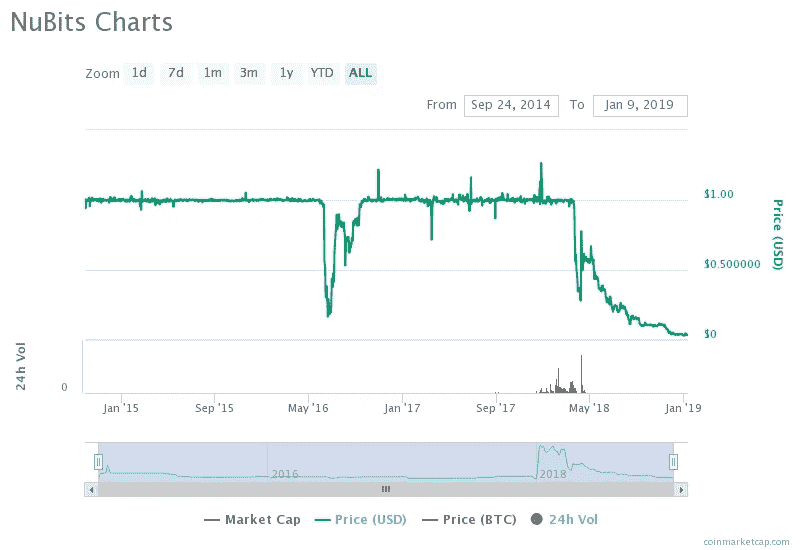 NuBits Charts
Zoom 1d 7d 1m 3m 1y YTD ALL
From Sep 24, 2014 To Jan 9, 2019
$1.00
$0.500000
$0
Price (USD)
24h Vol
0
Jan '15 Sep '15 May '16 Jan '17 Sep '17 May '18 Jan '19
2016 2018
Market Cap Price (USD) Price (BTC) 24h Vol
coinmarketcap.com